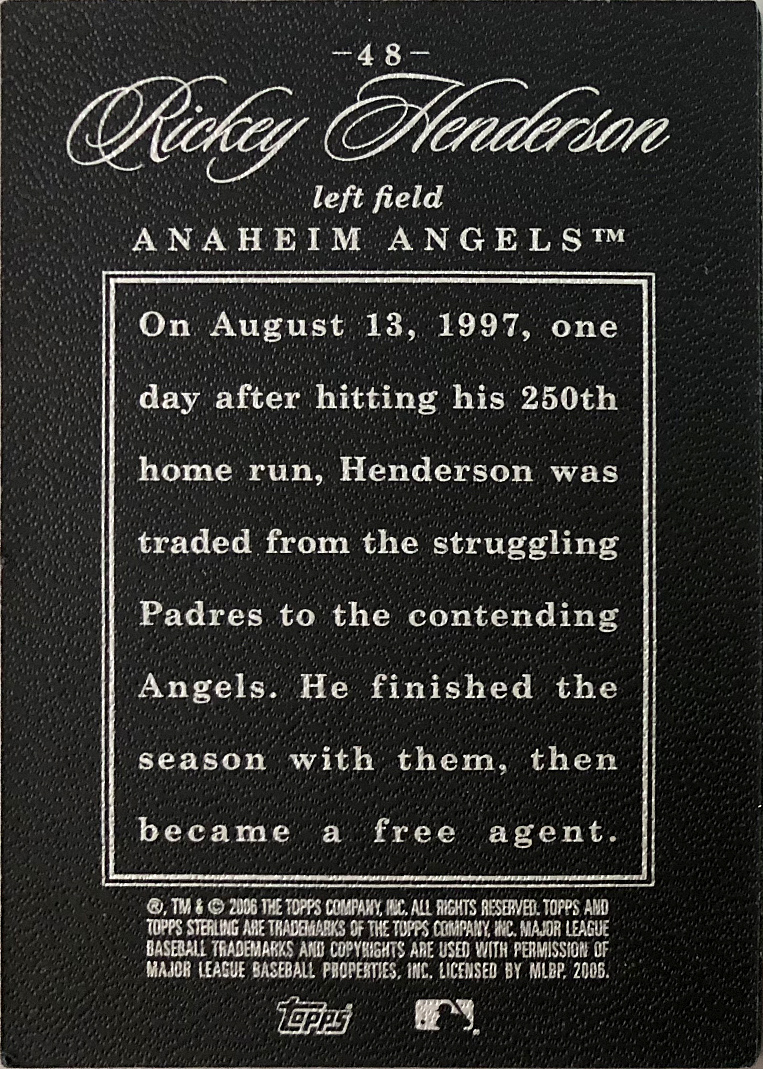 –48–
Rickey Henderson
left field
ANAHEIM ANGELS™
On August 13, 1997, one
day after hitting his 250th
home run, Henderson was
traded from the struggling
Padres to the contending
Angels. He finished the
season with them, then
became a free agent.
®, TM & © 2006 THE TOPPS COMPANY, INC. ALL RIGHTS RESERVED. TOPPS AND
TOPPS STERLING ARE TRADEMARKS OF THE TOPPS COMPANY, INC. MAJOR LEAGUE
BASEBALL TRADEMARKS AND COPYRIGHTS ARE USED WITH PERMISSION OF
MAJOR LEAGUE BASEBALL PROPERTIES, INC. LICENSED BY MLBP, 2006.
Topps